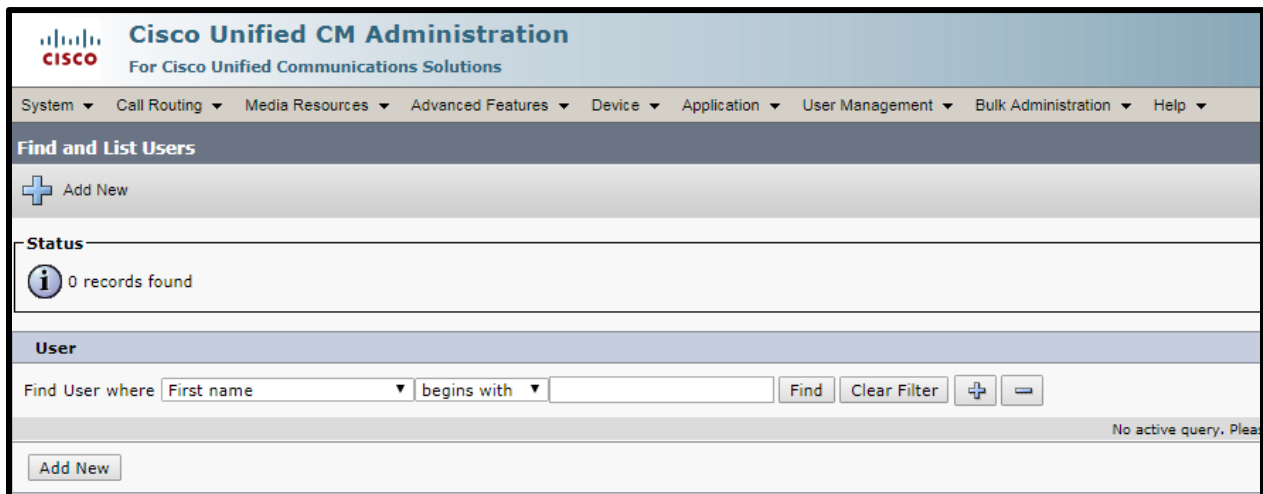 CISCO
Cisco Unified CM Administration
For Cisco Unified Communications Solutions
System Call Routing Media Resources Advanced Features Device Application User Management Bulk Administration Help
Find and List Users
Add New
Status
0 records found
User
Find User where First name begins with Find Clear Filter
No active query.
Add New